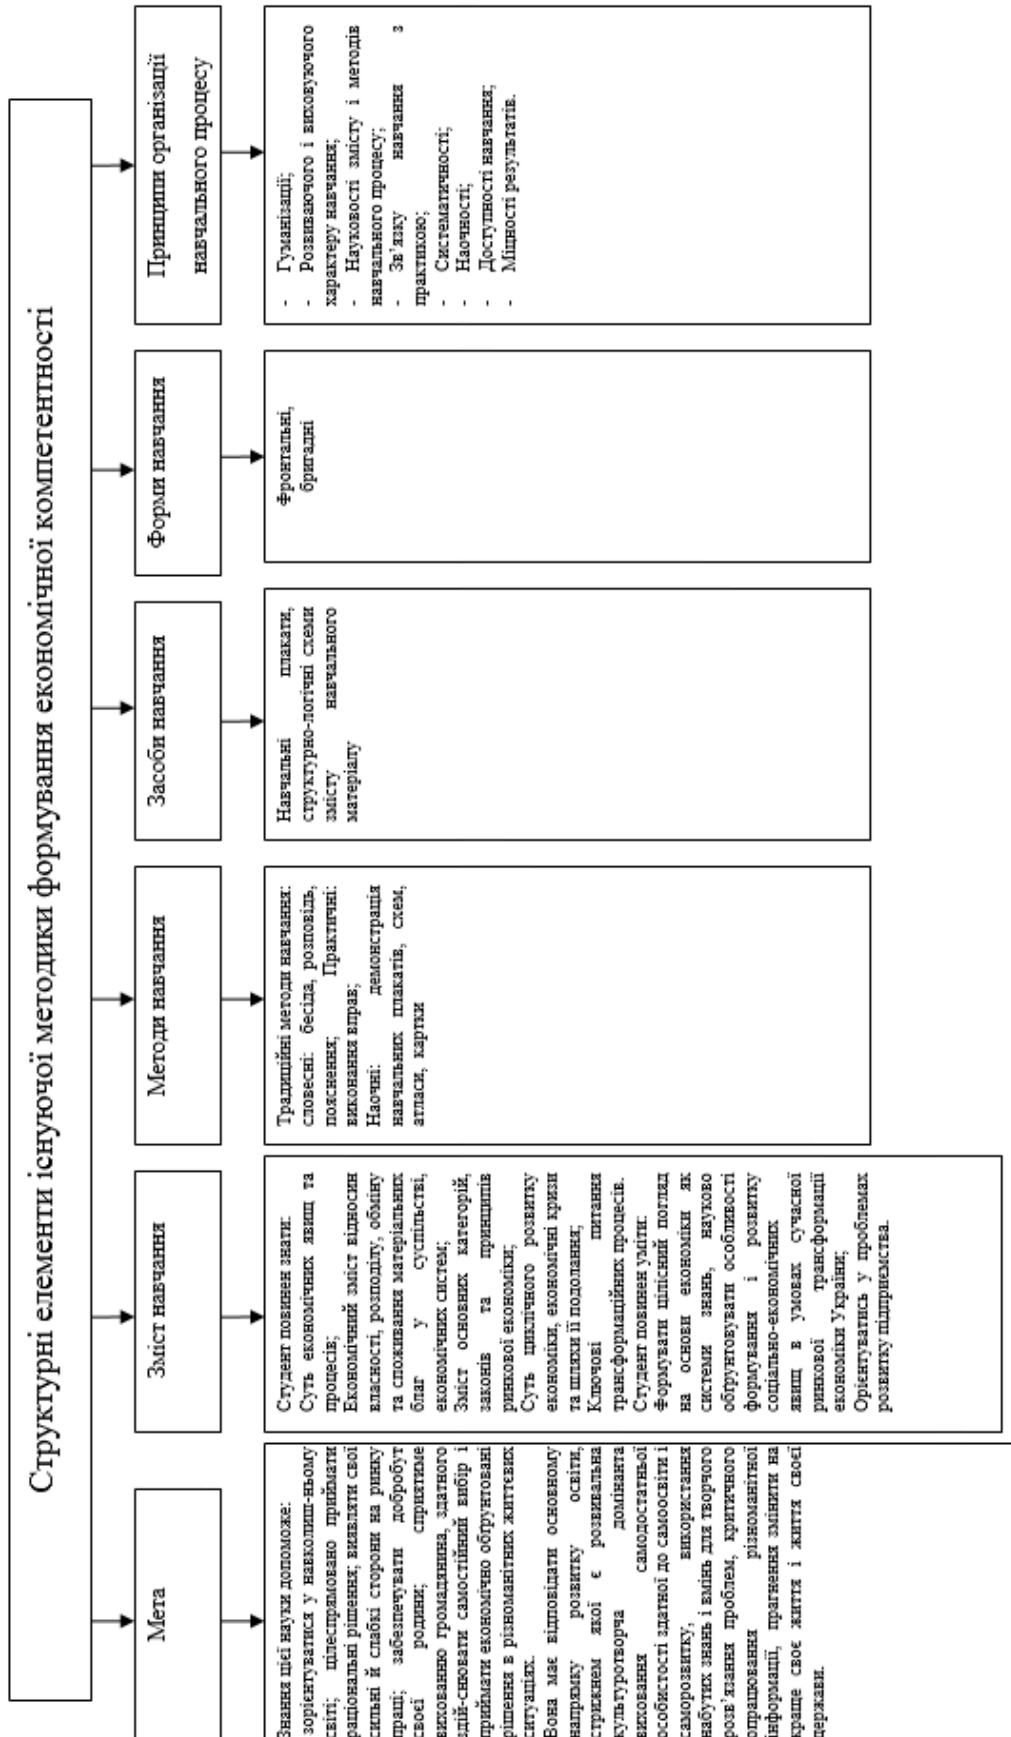 Структурні елементи існуючої методики формування економічної компетентності
Мета
Знання цієї науки допоможе:
зорієнтуватися у навколиш-ньому
світі; цілеспрямовано приймати
раціональні рішення; виявляти свої
сильні й слабкі сторони на ринку
праці; забезпечувати добробут
своєї родини; сприятиме
вихованню громадянина, здатного
здій-снювати самостійний вибір і
приймати економічно обґрунтовані
рішення в різноманітних життєвих
ситуаціях.
Вона має відповідати основному
напрямку розвитку освіти,
стрижнем якої є розвивальна
культуротворча домінанта
виховання самодостатньої
особистості здатної до самоосвіти і
саморозвитку, використання
набутих знань і вмінь для творчого
розв'язання проблем, критичного
опрацювання різноманітної
інформації, прагнення змінити на
краще своє життя і життя своєї
держави.
Зміст навчання
Студент повинен знати:
Суть економічних явищ та
процесів;
Економічний зміст відносин
власності, розподілу, обміну
та споживання матеріальних
благ у суспільстві,
економічних систем;
Зміст основних категорій,
законів та принципів
ринкової економіки;
Суть циклічного розвитку
економіки, економічні кризи
та шляхи її подолання;
Ключові питання
трансформаційних процесів.
Студент повинен уміти:
Формувати цілісний погляд
на основи економіки як
системи знань, науково
обґрунтовувати особливості
формування і розвитку
соціально-економічних
явищ в умовах сучасної
ринкової трансформації
економіки України;
Орієнтуватись у проблемах
розвитку підприємства.
Методи навчання
Традиційні методи навчання:
словесні: бесіда, розповідь,
пояснення; Практичні:
виконання вправ;
Наочні: демонстрація
навчальних плакатів, схем,
атласи, картки
Засоби навчання
Навчальні плакати,
структурно-логічні схеми
змісту навчального
матеріалу
Форми навчання
Фронтальні,
бригадні
Принципи організації
навчального процесу
- Гуманізації;
- Розвиваючого і виховуючого
характеру навчання;
- Науковості змісту і методів
навчального процесу;
- Зв'язку навчання з
практикою;
- Систематичності;
- Наочності;
- Доступності навчання;
- Міцності результатів.